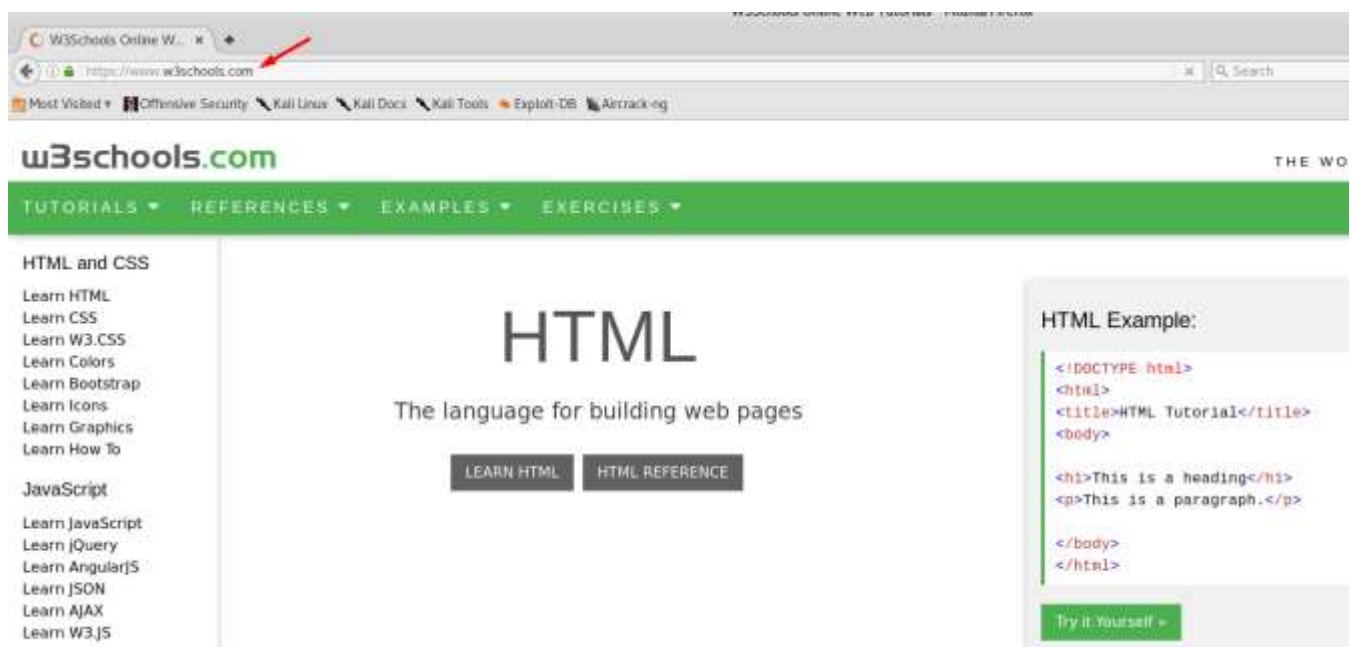 W3Schools Online W...
https://www.w3schools.com
Search
Most Visited
Offensive Security
Kali Linux
Kali Docs
Kali Tools
Exploit-DB
Aircrack-ng
w3schools.com
THE WO
TUTORIALS
REFERENCES
EXAMPLES
EXERCISES
HTML and CSS
Learn HTML
Learn CSS
Learn W3.CSS
Learn Colors
Learn Bootstrap
Learn Icons
Learn Graphics
Learn How To
JavaScript
Learn JavaScript
Learn jQuery
Learn AngularJS
Learn JSON
Learn AJAX
Learn W3.JS
HTML
The language for building web pages
LEARN HTML
HTML REFERENCE
HTML Example:
<!DOCTYPE html>
<html>
<title>HTML Tutorial</title>
<body>
<h1>This is a heading</h1>
<p>This is a paragraph.</p>
</body>
</html>
Try it Yourself »